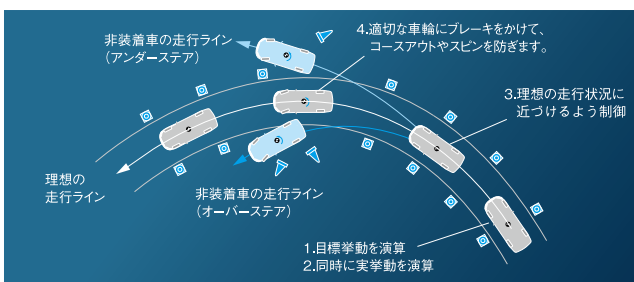 非装着車の走行ライン
（アンダーステア）
4.適切な車輪にブレーキをかけて、
コースアウトやスピンを防ぎます。
3.理想の走行状況に
近づけるよう制御
理想の
走行ライン
非装着車の走行ライン
（オーバーステア）
1.目標挙動を演算
2.同時に実挙動を演算